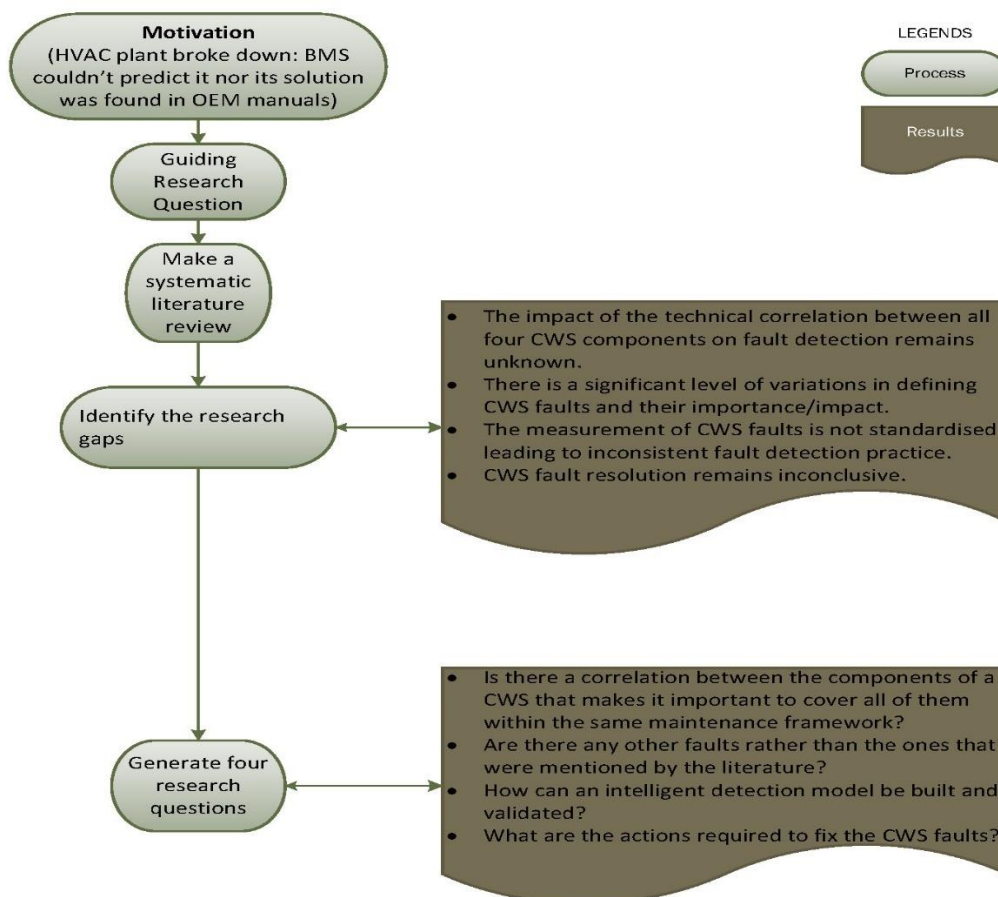 Motivation
(HVAC plant broke down: BMS
couldn't predict it nor its solution
was found in OEM manuals)
LEGENDS
Process
Results
Guiding
Research
Question
Make a
systematic
literature
review
Identify the research
gaps
• The impact of the technical correlation between all
four CWS components on fault detection remains
unknown.
• There is a significant level of variations in defining
CWS faults and their importance/impact.
• The measurement of CWS faults is not standardised
leading to inconsistent fault detection practice.
• CWS fault resolution remains inconclusive.
Generate four
research
questions
• Is there a correlation between the components of a
CWS that makes it important to cover all of them
within the same maintenance framework?
• Are there any other faults rather than the ones that
were mentioned by the literature?
• How can an intelligent detection model be built and
validated?
• What are the actions required to fix the CWS faults?